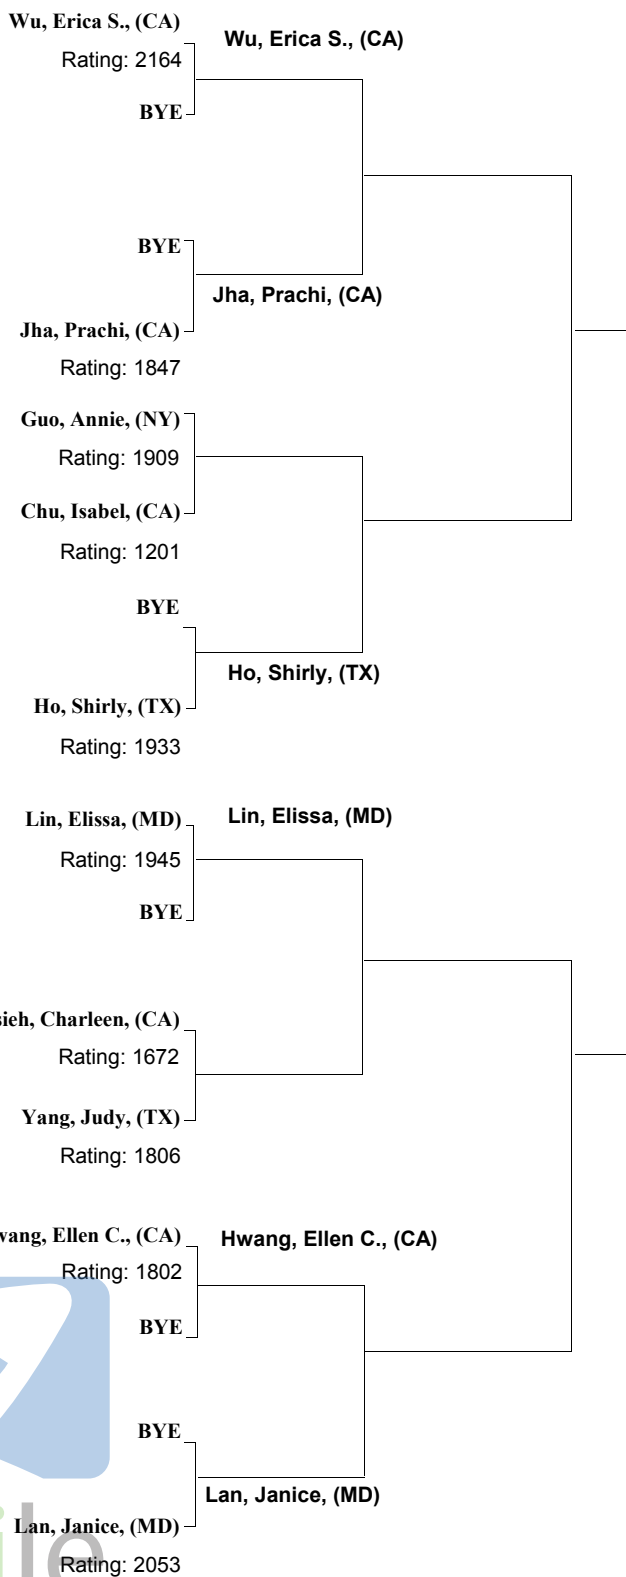 Wu, Erica S., (CA)
Wu, Erica S., (CA)
Rating: 2164
BYE
BYE
Jha, Prachi, (CA)
Jha, Prachi, (CA)
Rating: 1847
Guo, Annie, (NY)
Rating: 1909
Chu, Isabel, (CA)
Rating: 1201
BYE
Ho, Shirly, (TX)
Ho, Shirly, (TX)
Rating: 1933
Lin, Elissa, (MD)
Lin, Elissa, (MD)
Rating: 1945
BYE
sieh, Charleen, (CA)
Rating: 1672
Yang, Judy, (TX)
Rating: 1806
wang, Ellen C., (CA)
Hwang, Ellen C., (CA)
Rating: 1802
BYE
BYE
Lan, Janice, (MD)
Lan, Janice, (MD)
ile
Rating: 2053